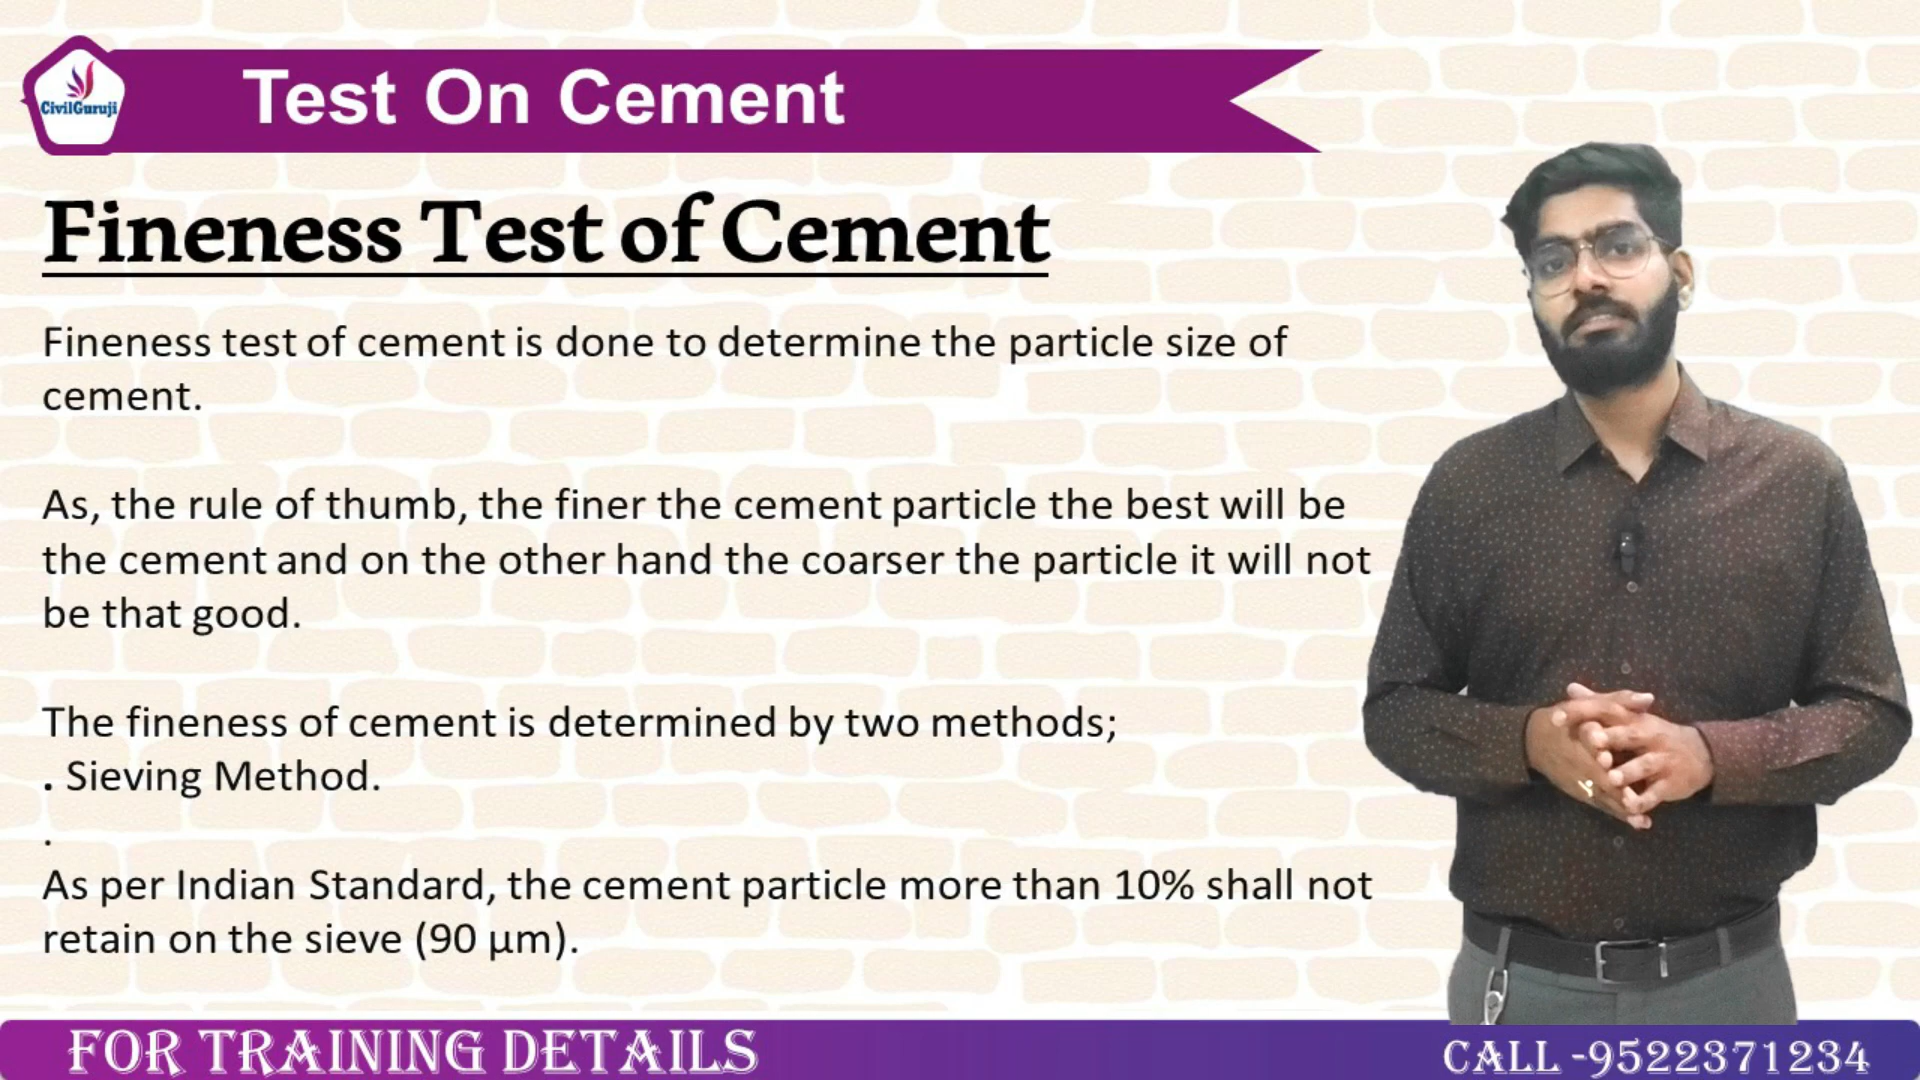 CivilGuruji
Test On Cement
Fineness Test of Cement
Fineness test of cement is done to determine the particle size of
cement.
As, the rule of thumb, the finer the cement particle the best will be
the cement and on the other hand the coarser the particle it will not
be that good.
The fineness of cement is determined by two methods;
. Sieving Method.
.
As per Indian Standard, the cement particle more than 10% shall not
retain on the sieve (90 µm).
FOR TRAINING DETAILS
CALL -9522371234